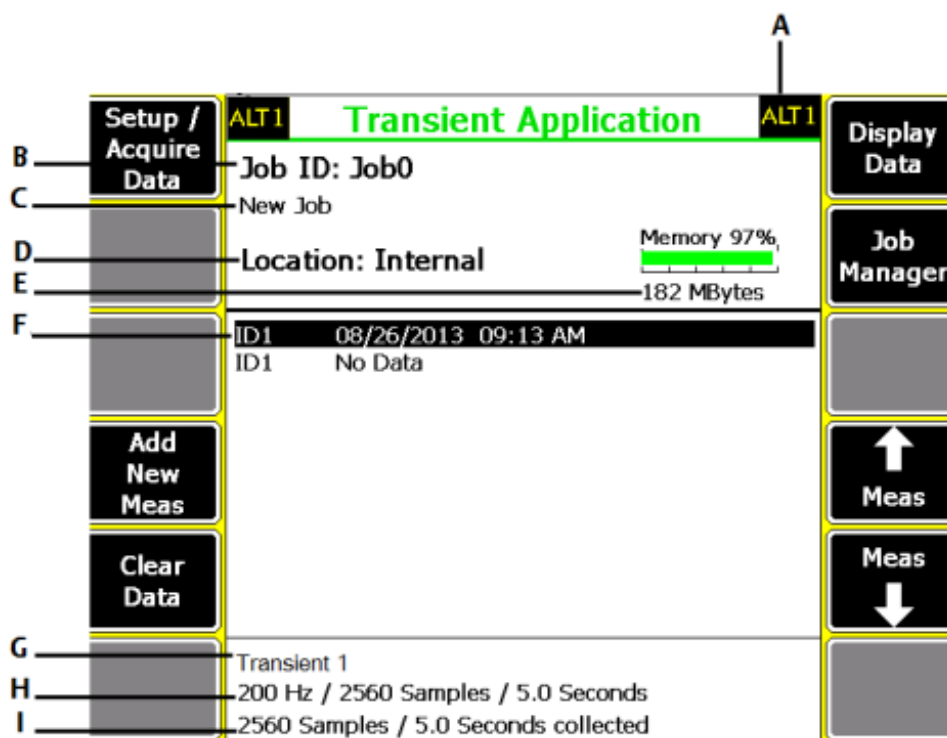 A
Setup /
Acquire
Data
ALT1
Transient Application
ALT1
Display
Data
B
Job ID: Job0
C
New Job
Job
Manager
D
Location: Internal
Memory 97%
E
182 MBytes
F
ID1 08/26/2013 09:13 AM
ID1 No Data
Add
New
Meas
Meas
Clear
Data
Meas
G
Transient 1
H
200 Hz / 2560 Samples / 5.0 Seconds
I
2560 Samples / 5.0 Seconds collected